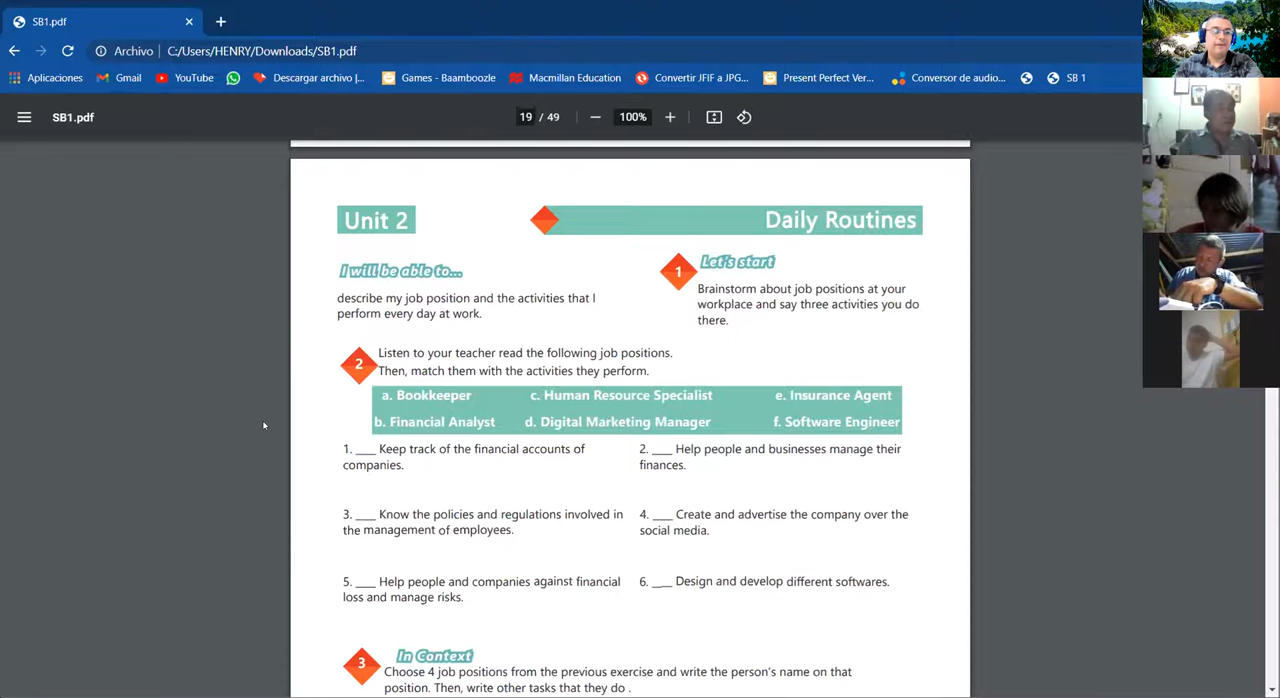 SB1.pdf
Archivo C:/Users/HENRY/Downloads/SB1.pdf
Aplicaciones Gmail YouTube Descargar archivo |... Games - Baamboozle Macmillan Education Convertir JFIF a JPG... Present Perfect Ver... Conversor de audio... SB 1
SB1.pdf 19 / 49 100%
Unit 2 Daily Routines
I will be able to...
describe my job position and the activities that I
perform every day at work.
1 Let's start
Brainstorm about job positions at your
workplace and say three activities you do
there.
2 Listen to your teacher read the following job positions.
Then, match them with the activities they perform.
a. Bookkeeper c. Human Resource Specialist e. Insurance Agent
b. Financial Analyst d. Digital Marketing Manager f. Software Engineer
1. ___ Keep track of the financial accounts of
companies.
2. ___ Help people and businesses manage their
finances.
3. ___ Know the policies and regulations involved in
the management of employees.
4. ___ Create and advertise the company over the
social media.
5. ___ Help people and companies against financial
loss and manage risks.
6. ___ Design and develop different softwares.
3 In Context
Choose 4 job positions from the previous exercise and write the person's name on that
position. Then, write other tasks that they do .